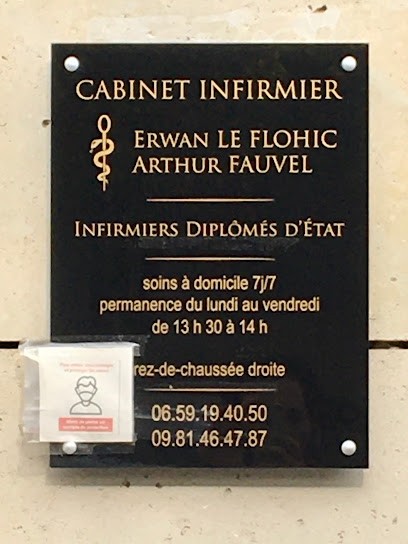 CABINET INFIRMIER
ERWAN LE FLOHIC
ARTHUR FAUVEL
INFIRMIERS DIPLÔMÉS D'ÉTAT
soins à domicile 7j/7
permanence du lundi au vendredi
de 13 h 30 à 14 h
rez-de-chaussée droite
06.59.19.40.50
09.81.46.47.87